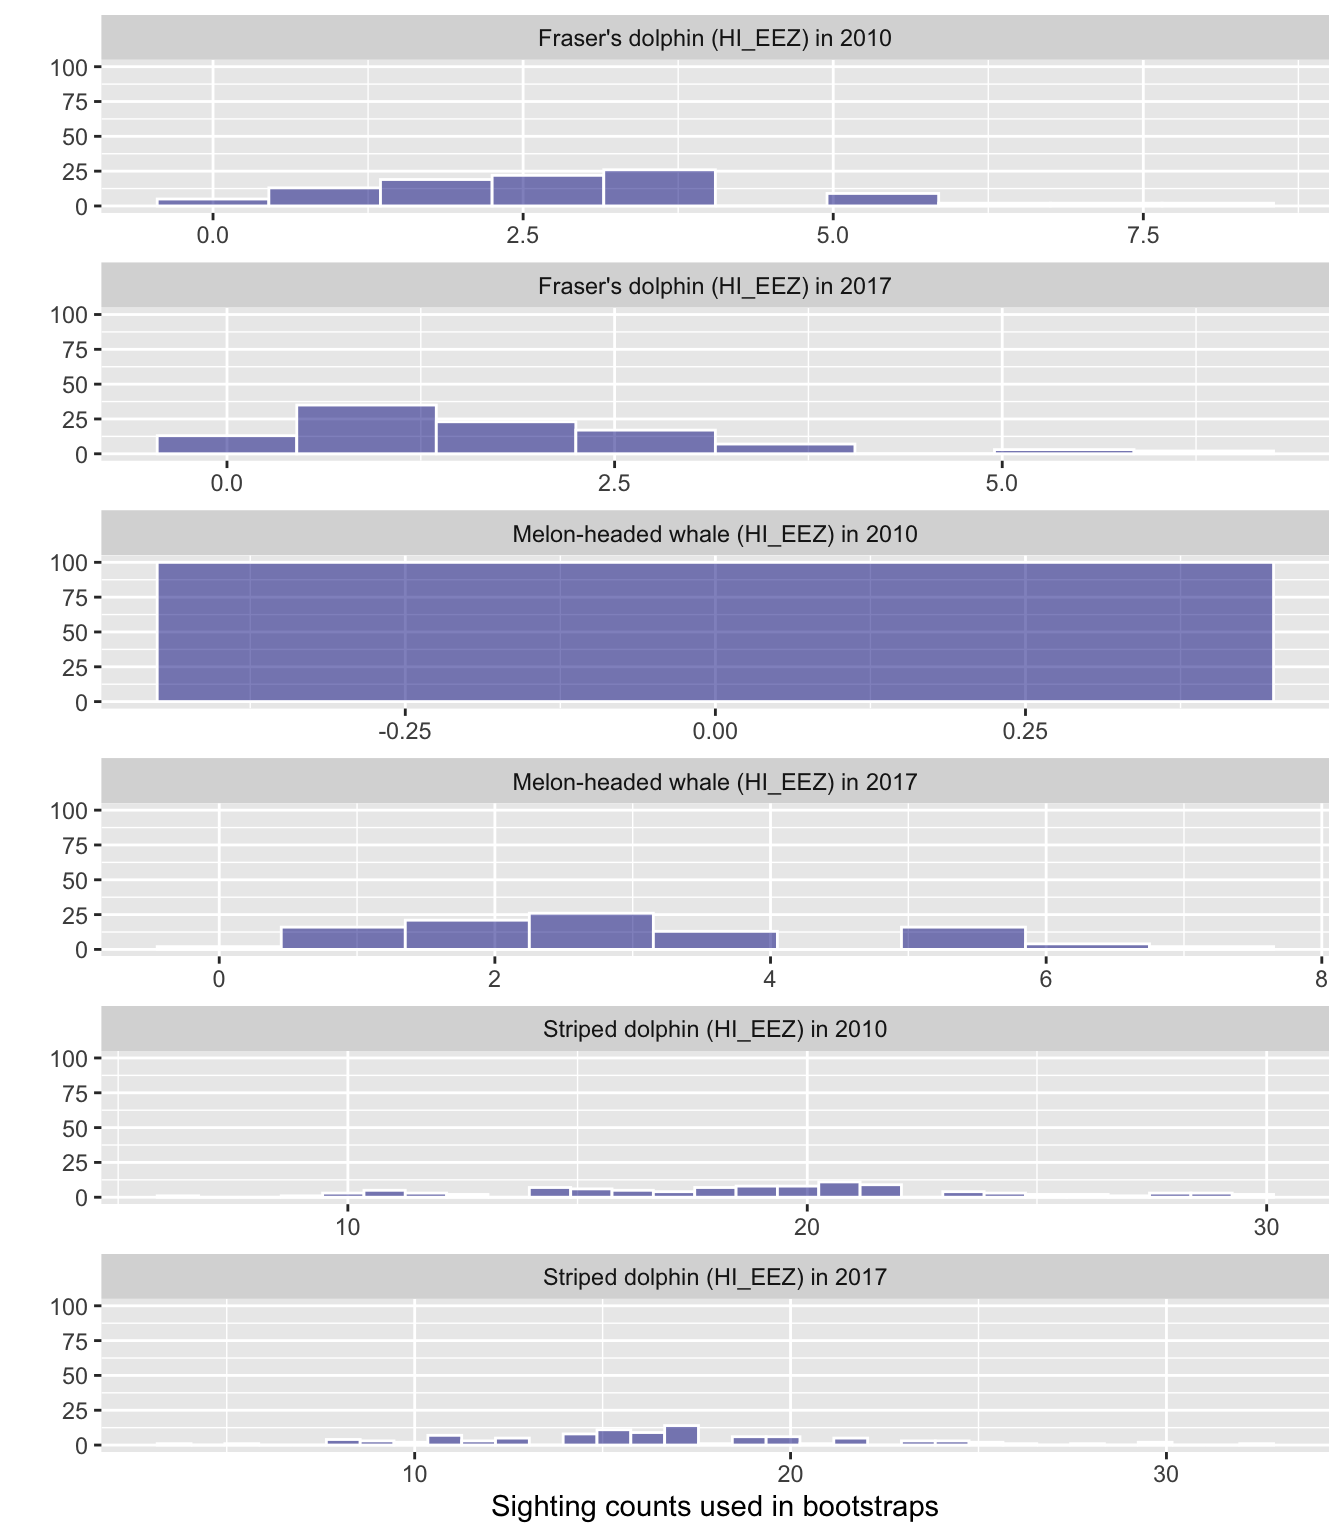 Fraser's dolphin (HI_EEZ) in 2010
100
75
50
25
0
0.0 2.5 5.0 7.5
Fraser's dolphin (HI_EEZ) in 2017
100
75
50
25
0
0.0 2.5 5.0
Melon-headed whale (HI_EEZ) in 2010
100
75
50
25
0
-0.25 0.00 0.25
Melon-headed whale (HI_EEZ) in 2017
100
75
50
25
0
0 2 4 6 8
Striped dolphin (HI_EEZ) in 2010
100
75
50
25
0
10 20 30
Striped dolphin (HI_EEZ) in 2017
100
75
50
25
0
10 20 30
Sighting counts used in bootstraps